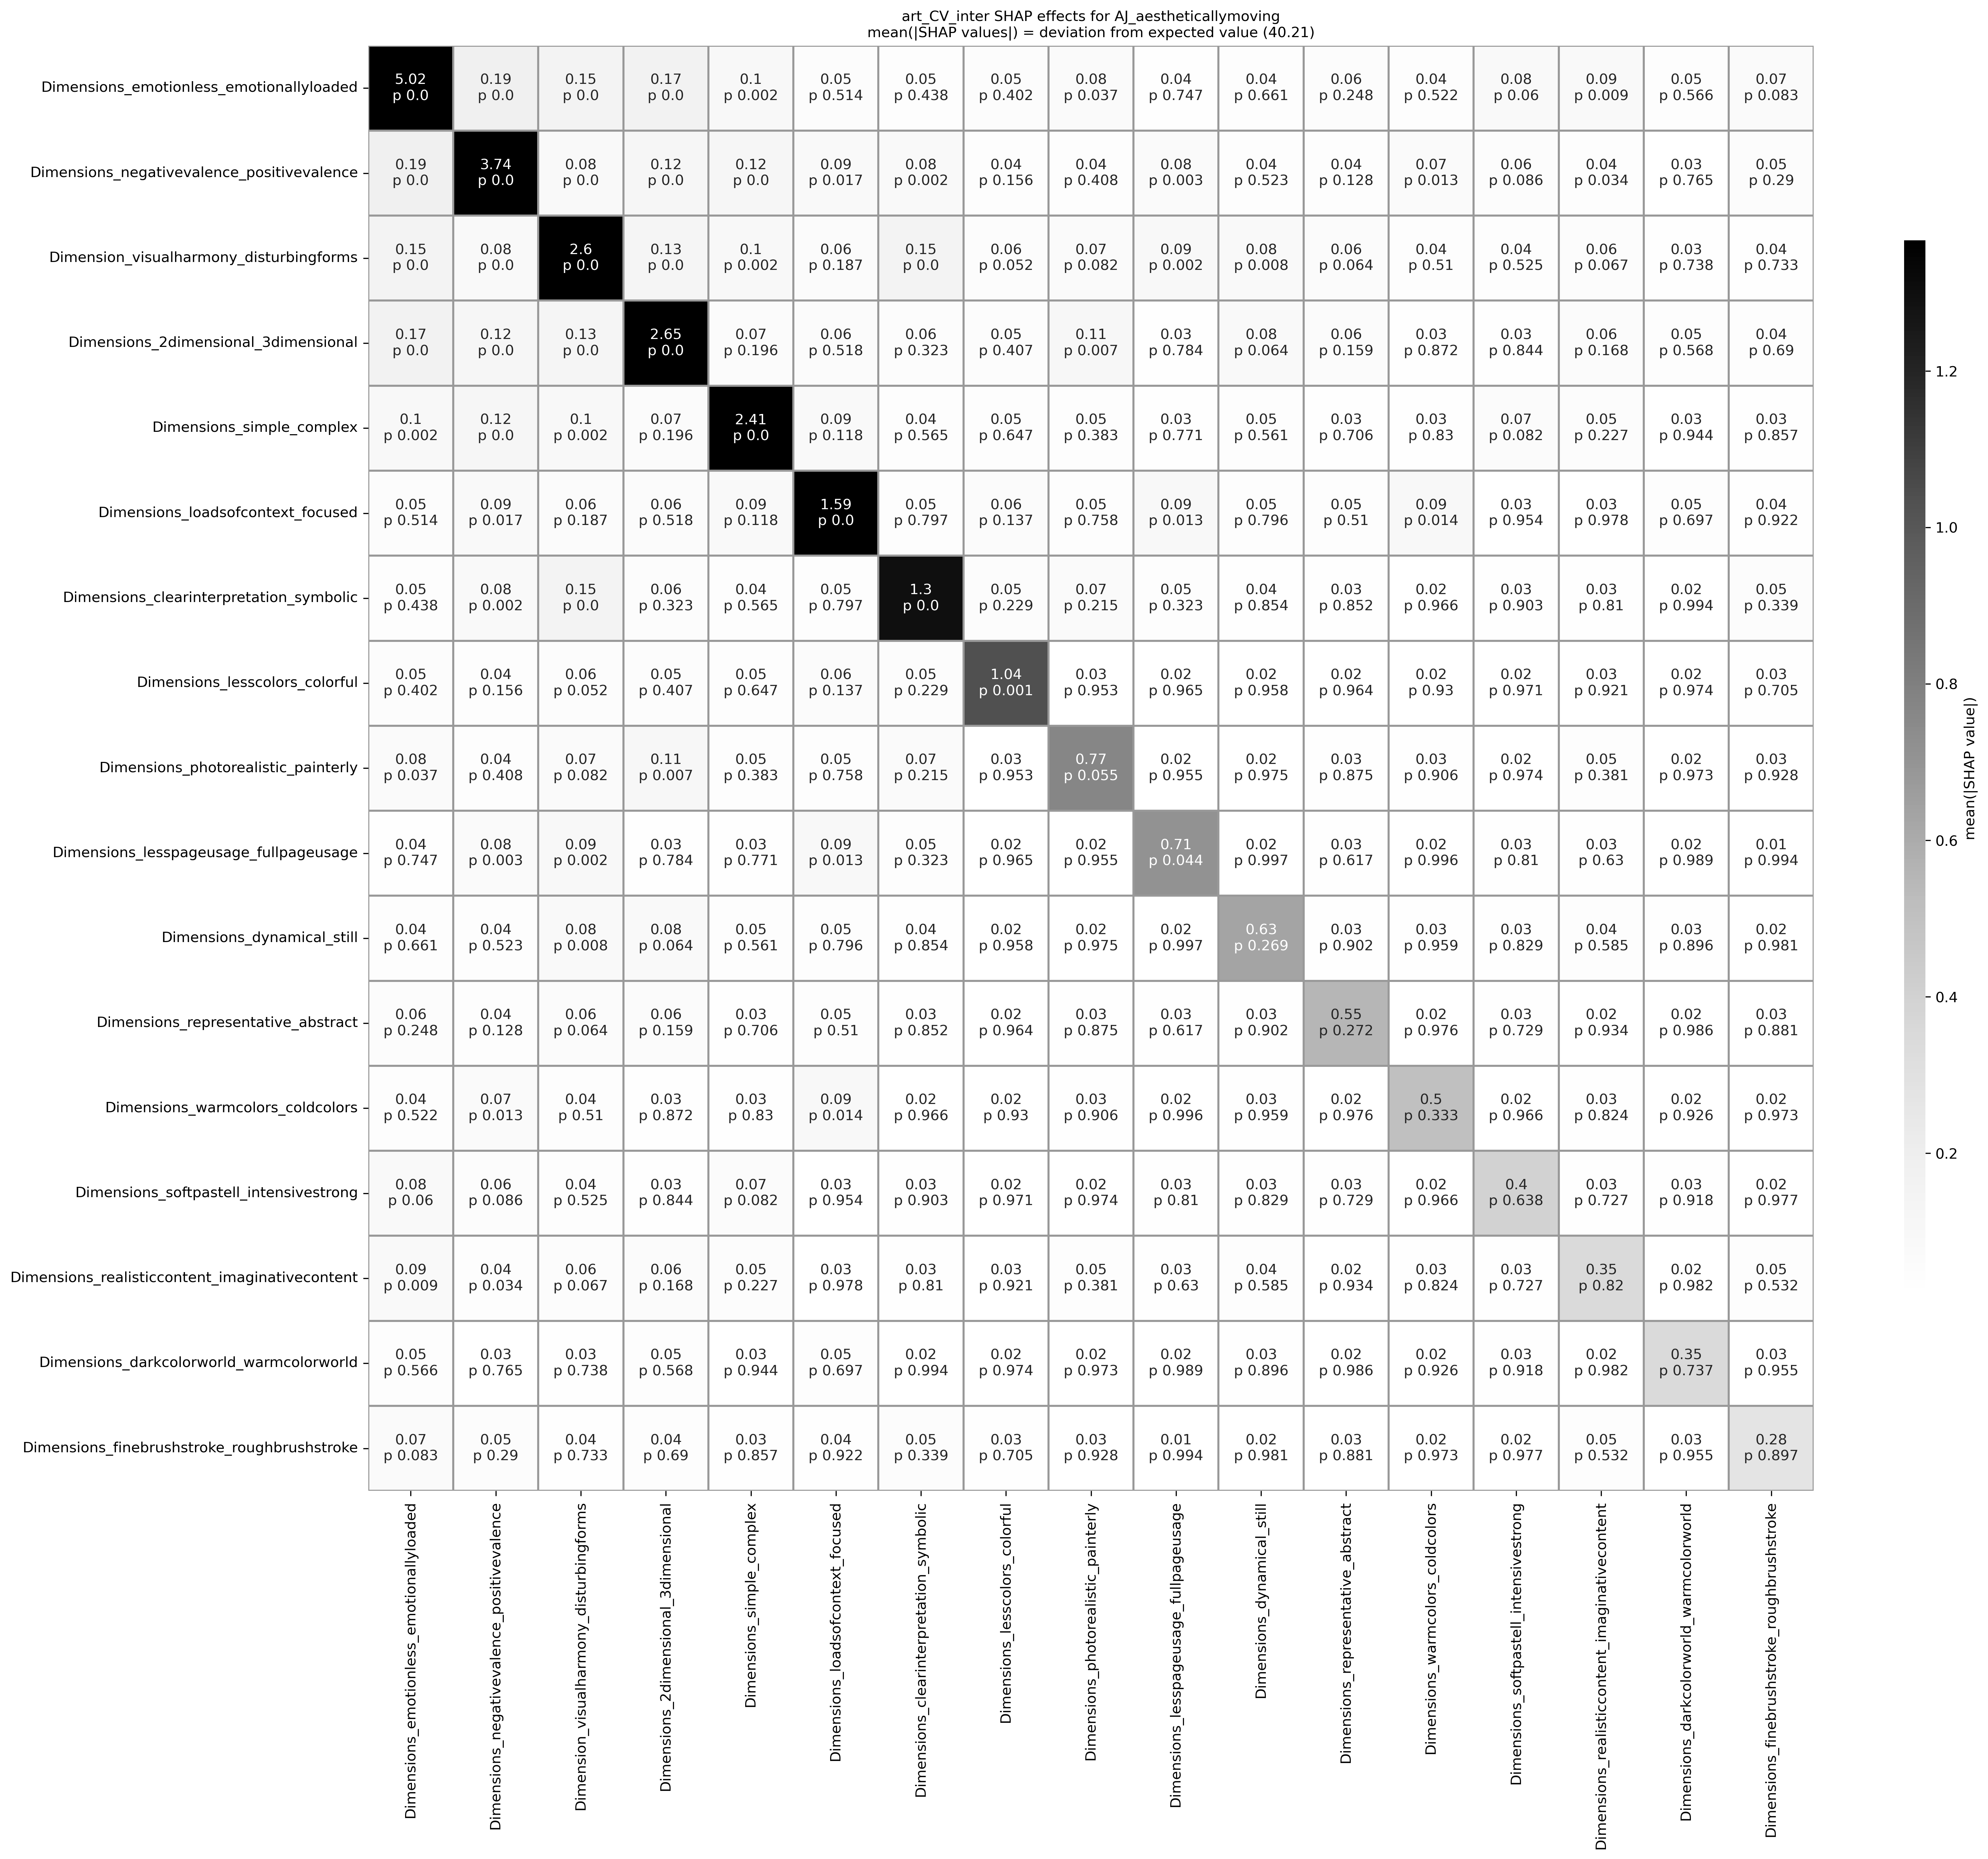 art_CV_inter SHAP effects for AJ_aestheticallymoving
mean(|SHAP values|) = deviation from expected value (40.21)
Dimensions_emotionless_emotionallyloaded
5.02 0.19 0.15 0.17 0.1 0.05 0.05 0.05 0.08 0.04 0.04 0.06 0.04 0.08 0.09 0.05 0.07
p 0.0 p 0.0 p 0.0 p 0.0 p 0.002 p 0.514 p 0.438 p 0.402 p 0.037 p 0.747 p 0.661 p 0.248 p 0.522 p 0.06 p 0.009 p 0.566 p 0.083
Dimensions_negativevalence_positivevalence
0.19 3.74 0.08 0.12 0.12 0.09 0.08 0.04 0.04 0.08 0.04 0.04 0.07 0.06 0.04 0.03 0.05
p 0.0 p 0.0 p 0.0 p 0.0 p 0.0 p 0.017 p 0.002 p 0.156 p 0.408 p 0.003 p 0.523 p 0.128 p 0.013 p 0.086 p 0.034 p 0.765 p 0.29
Dimension_visualharmony_disturbingforms
0.15 0.08 2.6 0.13 0.1 0.06 0.15 0.06 0.07 0.09 0.08 0.06 0.04 0.04 0.06 0.03 0.04
p 0.0 p 0.0 p 0.0 p 0.0 p 0.002 p 0.187 p 0.0 p 0.052 p 0.082 p 0.002 p 0.008 p 0.064 p 0.51 p 0.525 p 0.067 p 0.738 p 0.733
Dimensions_2dimensional_3dimensional
0.17 0.12 0.13 2.65 0.07 0.06 0.06 0.05 0.11 0.03 0.08 0.06 0.03 0.03 0.06 0.05 0.04
p 0.0 p 0.0 p 0.0 p 0.0 p 0.196 p 0.518 p 0.323 p 0.407 p 0.007 p 0.784 p 0.064 p 0.159 p 0.872 p 0.844 p 0.168 p 0.568 p 0.69
Dimensions_simple_complex
0.1 0.12 0.1 0.07 2.41 0.09 0.04 0.05 0.05 0.03 0.05 0.03 0.03 0.07 0.05 0.03 0.03
p 0.002 p 0.0 p 0.002 p 0.196 p 0.0 p 0.118 p 0.565 p 0.647 p 0.383 p 0.771 p 0.561 p 0.706 p 0.83 p 0.082 p 0.227 p 0.944 p 0.857
Dimensions_loadsofcontext_focused
0.05 0.09 0.06 0.06 0.09 1.59 0.05 0.06 0.05 0.09 0.05 0.05 0.09 0.03 0.03 0.05 0.04
p 0.514 p 0.017 p 0.187 p 0.518 p 0.118 p 0.0 p 0.797 p 0.137 p 0.758 p 0.013 p 0.796 p 0.51 p 0.014 p 0.954 p 0.978 p 0.697 p 0.922
Dimensions_clearinterpretation_symbolic
0.05 0.08 0.15 0.06 0.04 0.05 1.3 0.05 0.07 0.05 0.04 0.03 0.02 0.03 0.03 0.02 0.05
p 0.438 p 0.002 p 0.0 p 0.323 p 0.565 p 0.797 p 0.0 p 0.229 p 0.215 p 0.323 p 0.854 p 0.852 p 0.966 p 0.903 p 0.81 p 0.994 p 0.339
Dimensions_lesscolors_colorful
0.05 0.04 0.06 0.05 0.05 0.06 0.05 1.04 0.03 0.02 0.02 0.02 0.02 0.02 0.03 0.02 0.03
p 0.402 p 0.156 p 0.052 p 0.407 p 0.647 p 0.137 p 0.229 p 0.001 p 0.953 p 0.965 p 0.958 p 0.964 p 0.93 p 0.971 p 0.921 p 0.974 p 0.705
Dimensions_photorealistic_painterly
0.08 0.04 0.07 0.11 0.05 0.05 0.07 0.03 0.77 0.02 0.02 0.03 0.03 0.02 0.05 0.02 0.03
p 0.037 p 0.408 p 0.082 p 0.007 p 0.383 p 0.758 p 0.215 p 0.953 p 0.055 p 0.955 p 0.975 p 0.875 p 0.906 p 0.974 p 0.381 p 0.973 p 0.928
Dimensions_lesspageusage_fullpageusage
0.04 0.08 0.09 0.03 0.03 0.09 0.05 0.02 0.02 0.71 0.02 0.03 0.02 0.03 0.03 0.02 0.01
p 0.747 p 0.003 p 0.002 p 0.784 p 0.771 p 0.013 p 0.323 p 0.965 p 0.955 p 0.044 p 0.997 p 0.617 p 0.996 p 0.81 p 0.63 p 0.989 p 0.994
Dimensions_dynamical_still
0.04 0.04 0.08 0.08 0.05 0.05 0.04 0.02 0.02 0.02 0.63 0.03 0.03 0.03 0.04 0.03 0.02
p 0.661 p 0.523 p 0.008 p 0.064 p 0.561 p 0.796 p 0.854 p 0.958 p 0.975 p 0.997 p 0.269 p 0.902 p 0.959 p 0.829 p 0.585 p 0.896 p 0.981
Dimensions_representative_abstract
0.06 0.04 0.06 0.06 0.03 0.05 0.03 0.02 0.03 0.03 0.03 0.55 0.02 0.03 0.02 0.02 0.03
p 0.248 p 0.128 p 0.064 p 0.159 p 0.706 p 0.51 p 0.852 p 0.964 p 0.875 p 0.617 p 0.902 p 0.272 p 0.976 p 0.729 p 0.934 p 0.986 p 0.881
Dimensions_warmcolors_coldcolors
0.04 0.07 0.04 0.03 0.03 0.09 0.02 0.02 0.03 0.02 0.03 0.02 0.5 0.02 0.03 0.02 0.02
p 0.522 p 0.013 p 0.51 p 0.872 p 0.83 p 0.014 p 0.966 p 0.93 p 0.906 p 0.996 p 0.959 p 0.976 p 0.333 p 0.966 p 0.824 p 0.926 p 0.973
Dimensions_softpastell_intensivestrong
0.08 0.06 0.04 0.03 0.07 0.03 0.03 0.02 0.02 0.03 0.03 0.03 0.02 0.4 0.03 0.03 0.02
p 0.06 p 0.086 p 0.525 p 0.844 p 0.082 p 0.954 p 0.903 p 0.971 p 0.974 p 0.81 p 0.829 p 0.729 p 0.966 p 0.638 p 0.727 p 0.918 p 0.977
Dimensions_realisticcontent_imaginativecontent
0.09 0.04 0.06 0.06 0.05 0.03 0.03 0.03 0.05 0.03 0.04 0.02 0.03 0.03 0.35 0.02 0.05
p 0.009 p 0.034 p 0.067 p 0.168 p 0.227 p 0.978 p 0.81 p 0.921 p 0.381 p 0.63 p 0.585 p 0.934 p 0.824 p 0.727 p 0.82 p 0.982 p 0.532
Dimensions_darkcolorworld_warmcolorworld
0.05 0.03 0.03 0.05 0.03 0.05 0.02 0.02 0.02 0.02 0.03 0.02 0.02 0.03 0.02 0.35 0.03
p 0.566 p 0.765 p 0.738 p 0.568 p 0.944 p 0.697 p 0.994 p 0.974 p 0.973 p 0.989 p 0.896 p 0.986 p 0.926 p 0.918 p 0.982 p 0.737 p 0.955
Dimensions_finebrushstroke_roughbrushstroke
0.07 0.05 0.04 0.04 0.03 0.04 0.05 0.03 0.03 0.01 0.02 0.03 0.02 0.02 0.05 0.03 0.28
p 0.083 p 0.29 p 0.733 p 0.69 p 0.857 p 0.922 p 0.339 p 0.705 p 0.928 p 0.994 p 0.981 p 0.881 p 0.973 p 0.977 p 0.532 p 0.955 p 0.897
Dimensions_emotionless_emotionallyloaded
Dimensions_negativevalence_positivevalence
Dimension_visualharmony_disturbingforms
Dimensions_2dimensional_3dimensional
Dimensions_simple_complex
Dimensions_loadsofcontext_focused
Dimensions_clearinterpretation_symbolic
Dimensions_lesscolors_colorful
Dimensions_photorealistic_painterly
Dimensions_lesspageusage_fullpageusage
Dimensions_dynamical_still
Dimensions_representative_abstract
Dimensions_warmcolors_coldcolors
Dimensions_softpastell_intensivestrong
Dimensions_realisticcontent_imaginativecontent
Dimensions_darkcolorworld_warmcolorworld
Dimensions_finebrushstroke_roughbrushstroke
1.2
1.0
0.8
0.6
0.4
0.2
mean(|SHAP value|)